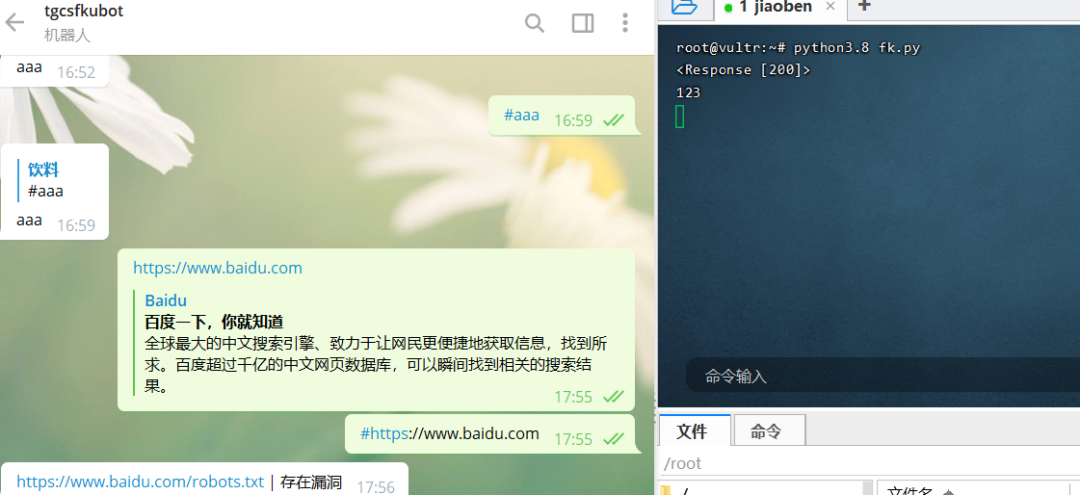 tgcsfkubot
机器人
aaa 16:52
#aaa 16:59
饮料
#aaa
aaa 16:59
https://www.baidu.com
Baidu
百度一下，你就知道
全球最大的中文搜索引擎、致力于让网民更便捷地获取信息，找到所
求。百度超过千亿的中文网页数据库，可以瞬间找到相关的搜索结
果。
17:55
#https://www.baidu.com 17:55
https://www.baidu.com/robots.txt | 存在漏洞 17:56
1 jiaoben × +
root@vultr:~# python3.8 fk.py
<Response [200]>
123
命令输入
文件 命令
/root
/
文件名